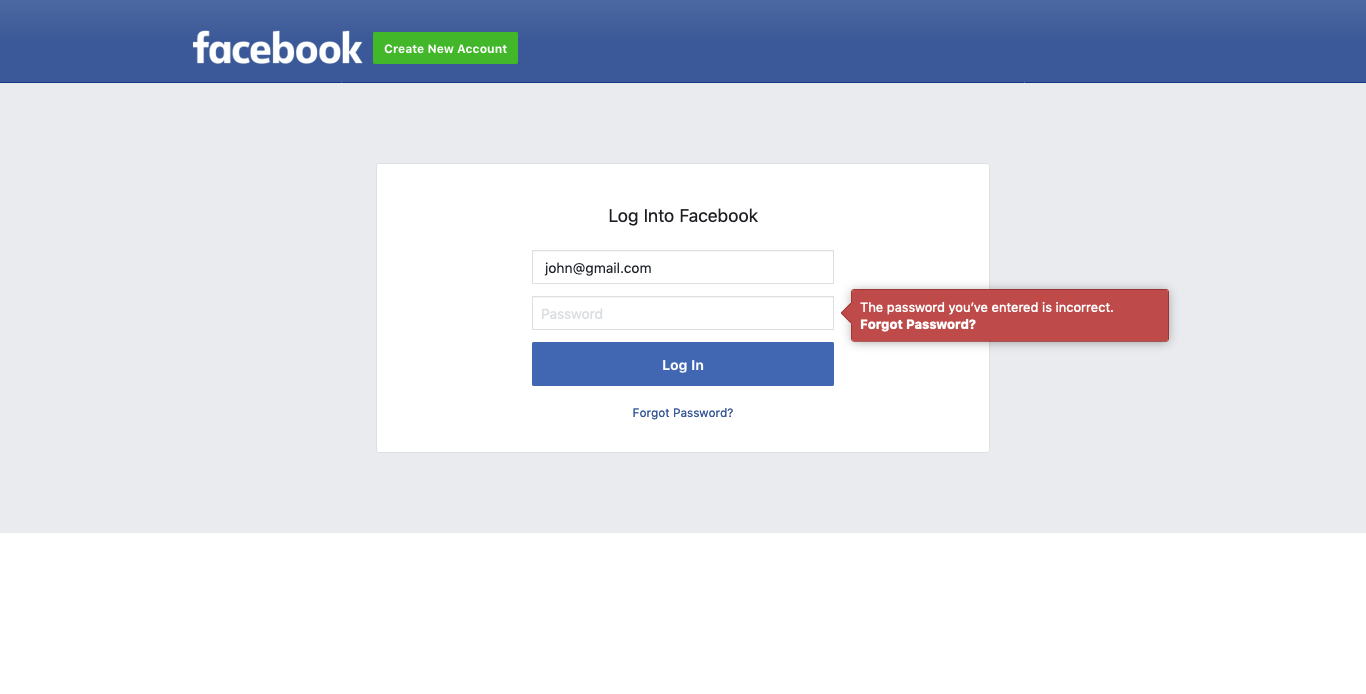 facebook
Create New Account
Log Into Facebook
john@gmail.com
Password
The password you’ve entered is incorrect.
Forgot Password?
Log In
Forgot Password?